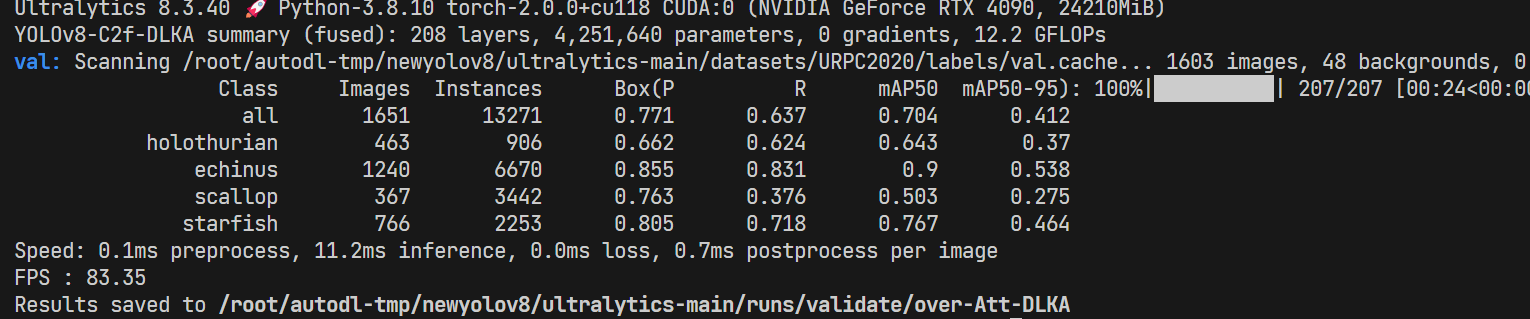 Ultralytics 8.3.40 🚀 Python-3.8.10 torch-2.0.0+cu118 CUDA:0 (NVIDIA GeForce RTX 4090, 24210MiB)
YOLOv8-C2f-DLKA summary (fused): 208 layers, 4,251,640 parameters, 0 gradients, 12.2 GFLOPs
val: Scanning /root/autodl-tmp/newyolov8/ultralytics-main/datasets/URPC2020/labels/val.cache... 1603 images, 48 backgrounds, 0
Class Images Instances Box(P R mAP50 mAP50-95): 100%|██████████| 207/207 [00:24<00:00
all 1651 13271 0.771 0.637 0.704 0.412
holothurian 463 906 0.662 0.624 0.643 0.37
echinus 1240 6670 0.855 0.831 0.9 0.538
scallop 367 3442 0.763 0.376 0.503 0.275
starfish 766 2253 0.805 0.718 0.767 0.464
Speed: 0.1ms preprocess, 11.2ms inference, 0.0ms loss, 0.7ms postprocess per image
FPS : 83.35
Results saved to /root/autodl-tmp/newyolov8/ultralytics-main/runs/validate/over-Att-DLKA